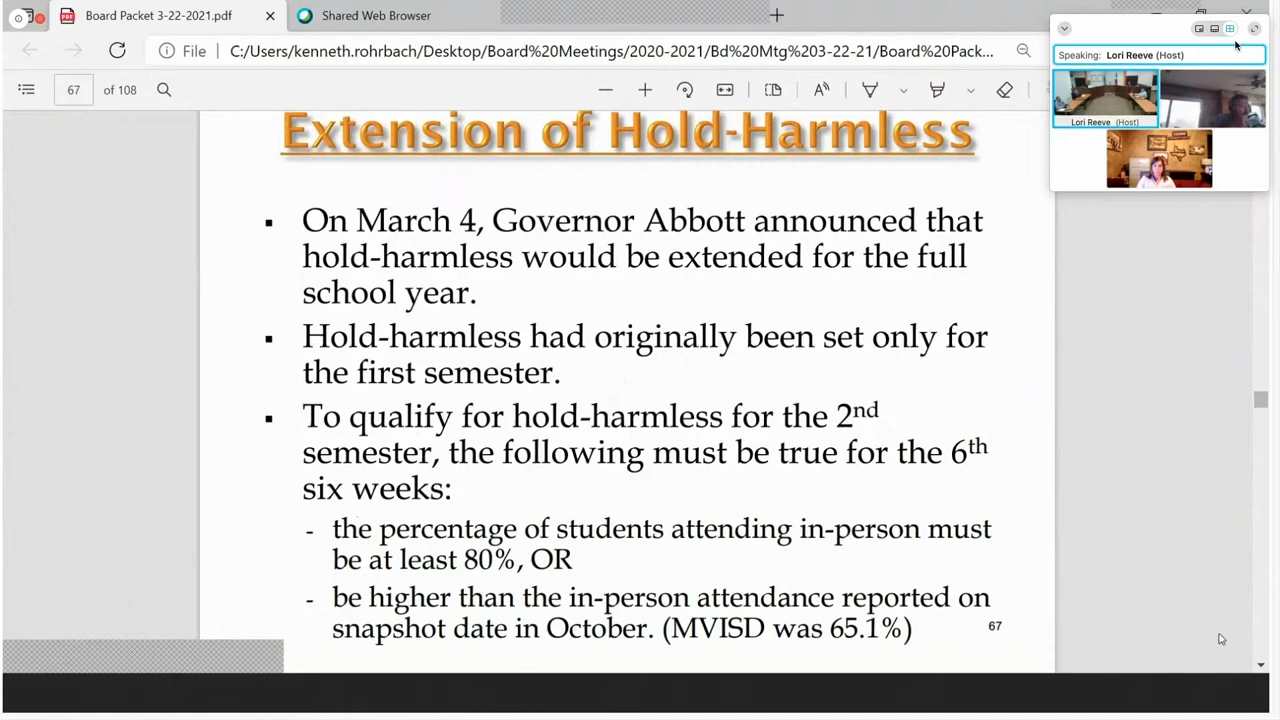 Board Packet 3-22-2021.pdf
Shared Web Browser
File
C:/Users/kenneth.rohrbach/Desktop/Board%20Meetings/2020-2021/Bd%20Mtg%203-22-21/Board%20Pack...
67 of 108
Speaking: Lori Reeve (Host)
Lori Reeve (Host)
Extension of Hold-Harmless
▪ On March 4, Governor Abbott announced that
hold-harmless would be extended for the full
school year.
▪ Hold-harmless had originally been set only for
the first semester.
▪ To qualify for hold-harmless for the 2nd
semester, the following must be true for the 6th
six weeks:
- the percentage of students attending in-person must
be at least 80%, OR
- be higher than the in-person attendance reported on
snapshot date in October. (MVISD was 65.1%)
67